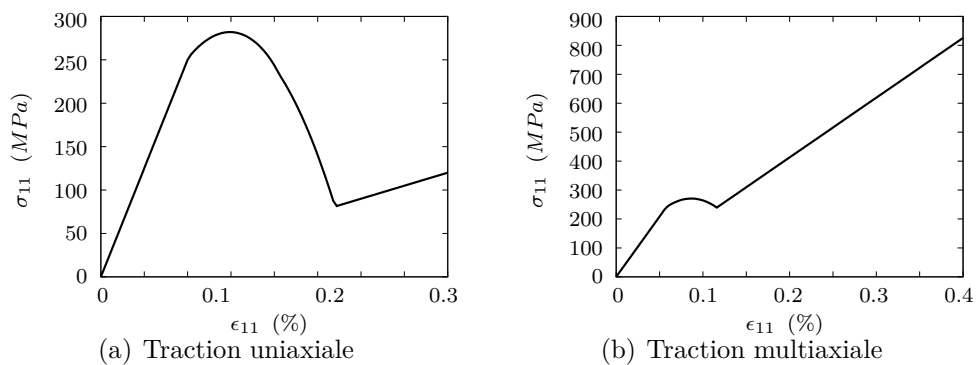 300
250
200
150
100
50
0
σ11 (MPa)
0 0.1 0.2 0.3
ϵ11 (%)
(a) Traction uniaxiale
900
800
700
600
500
400
300
200
100
0
σ11 (MPa)
0 0.1 0.2 0.3 0.4
ϵ11 (%)
(b) Traction multiaxiale